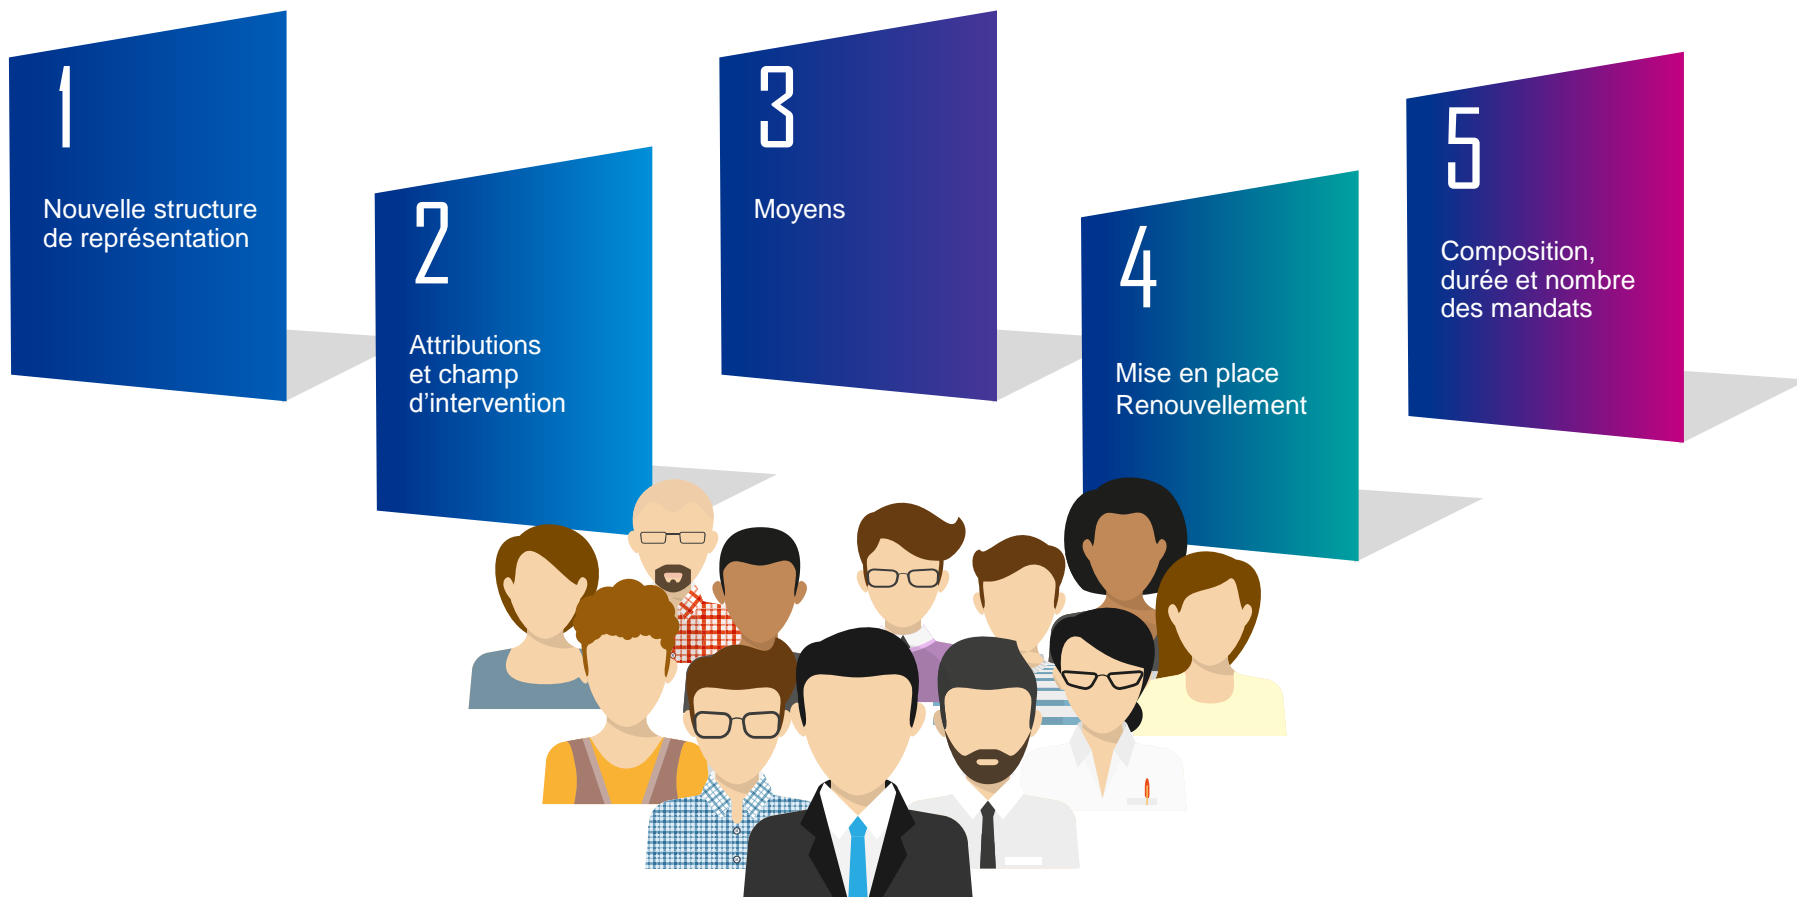 1
Nouvelle structure
de représentation
2
Attributions
et champ
d’intervention
3
Moyens
4
Mise en place
Renouvellement
5
Composition,
durée et nombre
des mandats